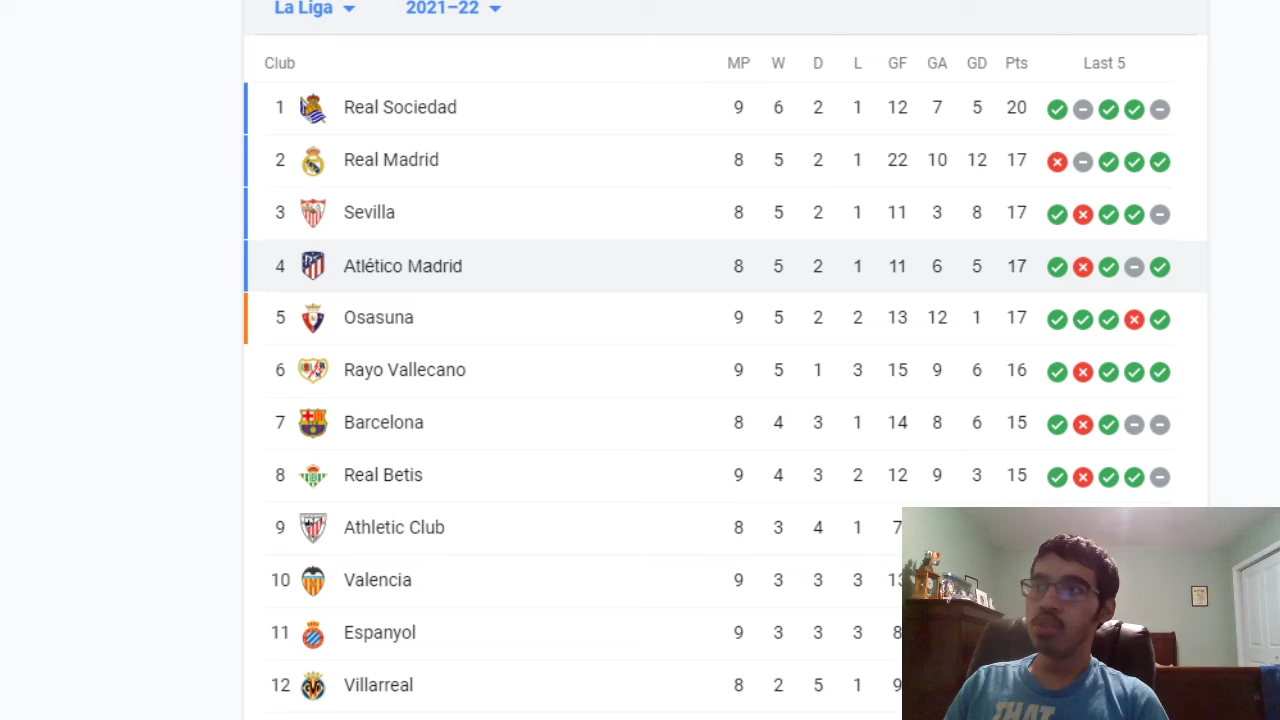 La Liga 2021–22
Club MP W D L GF GA GD Pts Last 5
1 Real Sociedad 9 6 2 1 12 7 5 20
2 Real Madrid 8 5 2 1 22 10 12 17
3 Sevilla 8 5 2 1 11 3 8 17
4 Atlético Madrid 8 5 2 1 11 6 5 17
5 Osasuna 9 5 2 2 13 12 1 17
6 Rayo Vallecano 9 5 1 3 15 9 6 16
7 Barcelona 8 4 3 1 14 8 6 15
8 Real Betis 9 4 3 2 12 9 3 15
9 Athletic Club 8 3 4 1 7
10 Valencia 9 3 3 3
11 Espanyol 9 3 3 3 8
12 Villarreal 8 2 5 1 9
THAT